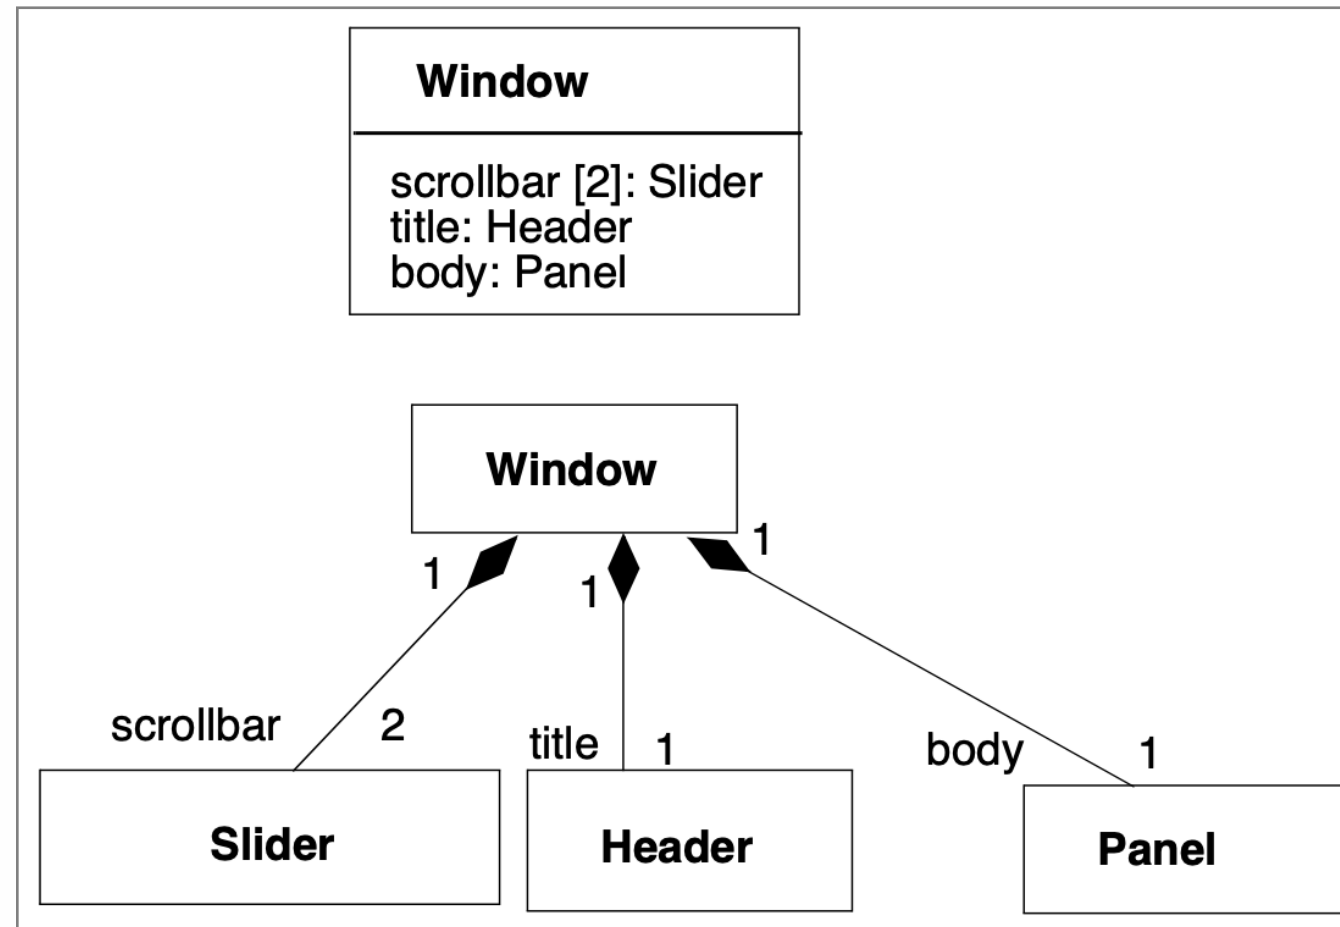 Window
scrollbar [2]: Slider
title: Header
body: Panel
Window
1
1
1
scrollbar
2
title
1
body
1
Slider
Header
Panel